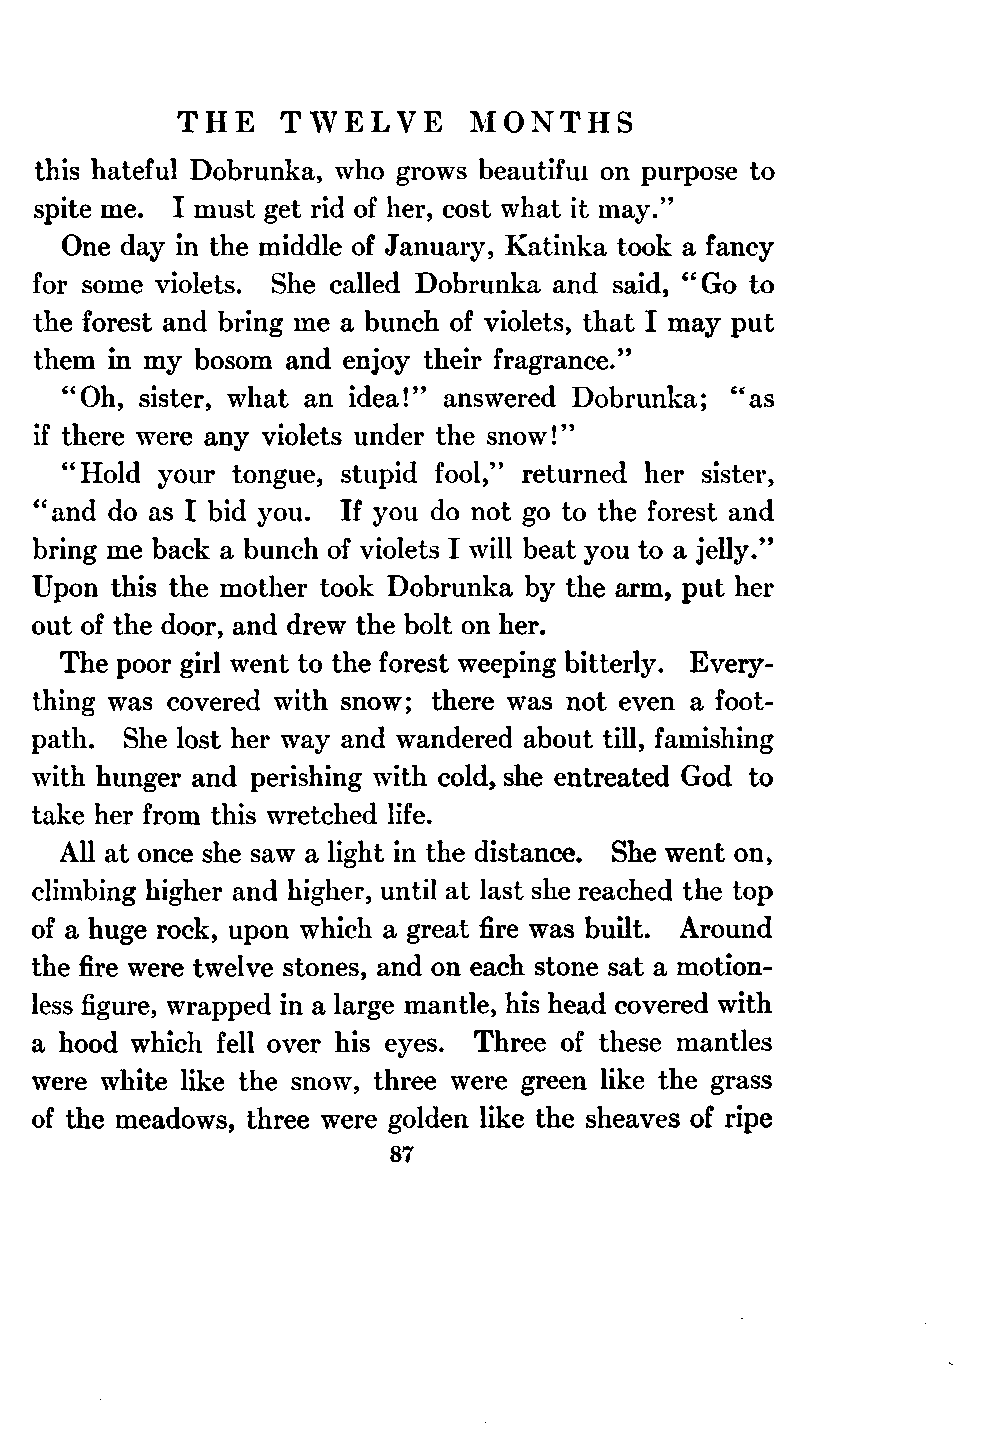 THE TWELVE MONTHS
this hateful Dobrunka, who grows beautiful on purpose to
spite me. I must get rid of her, cost what it may."
One day in the middle of January, Katinka took a fancy
for some violets. She called Dobrunka and said, "Go to
the forest and bring me a bunch of violets, that I may put
them in my bosom and enjoy their fragrance."
"Oh, sister, what an idea!" answered Dobrunka; "as
if there were any violets under the snow!"
"Hold your tongue, stupid fool," returned her sister,
"and do as I bid you. If you do not go to the forest and
bring me back a bunch of violets I will beat you to a jelly."
Upon this the mother took Dobrunka by the arm, put her
out of the door, and drew the bolt on her.
The poor girl went to the forest weeping bitterly. Every-
thing was covered with snow; there was not even a foot-
path. She lost her way and wandered about till, famishing
with hunger and perishing with cold, she entreated God to
take her from this wretched life.
All at once she saw a light in the distance. She went on,
climbing higher and higher, until at last she reached the top
of a huge rock, upon which a great fire was built. Around
the fire were twelve stones, and on each stone sat a motion-
less figure, wrapped in a large mantle, his head covered with
a hood which fell over his eyes. Three of these mantles
were white like the snow, three were green like the grass
of the meadows, three were golden like the sheaves of ripe
87